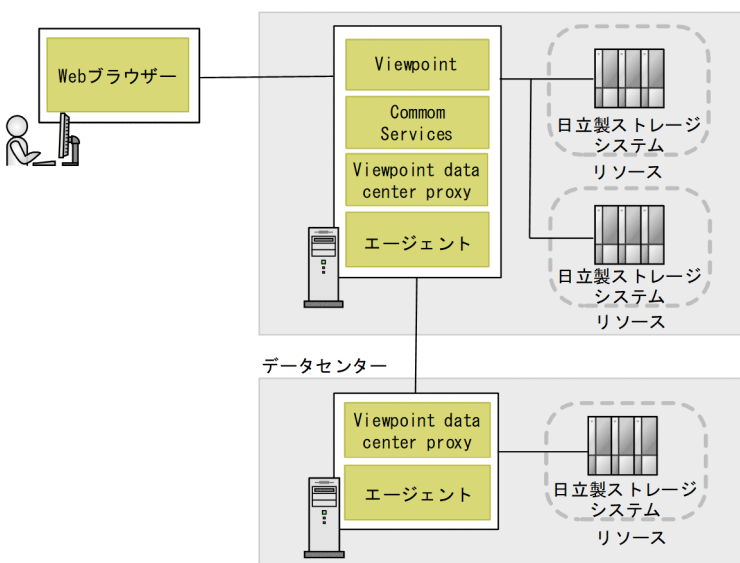 Webブラウザー
Viewpoint
Commom
Services
Viewpoint data
center proxy
エージェント
日立製ストレージ
システム
リソース
日立製ストレージ
システム
リソース
データセンター
Viewpoint data
center proxy
エージェント
日立製ストレージ
システム
リソース